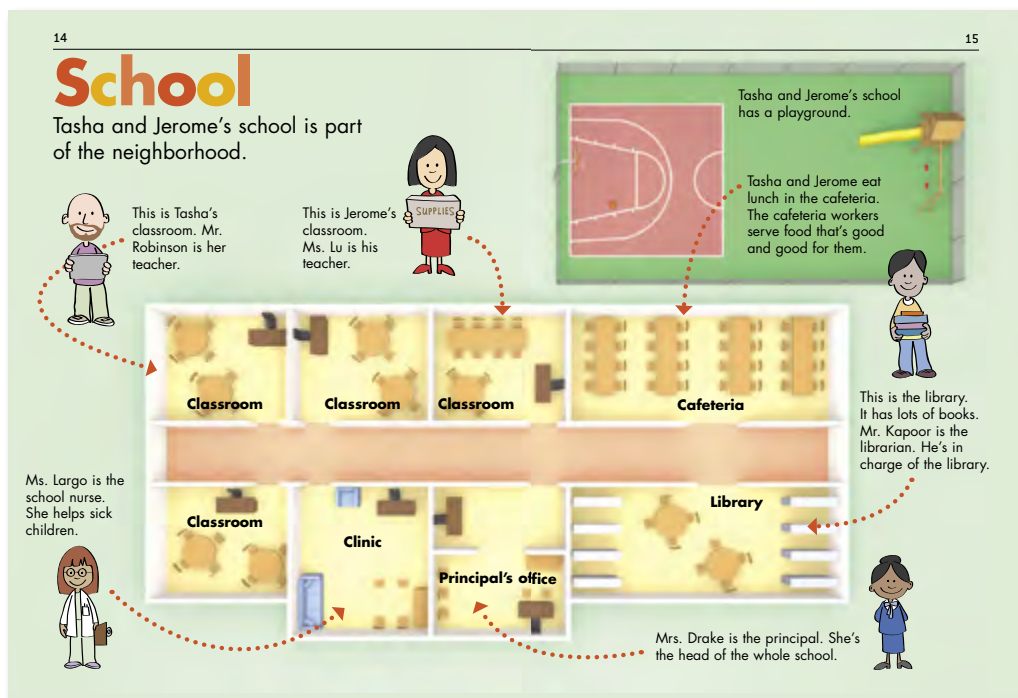 14
15
School
Tasha and Jerome's school is part
of the neighborhood.
This is Tasha's
classroom. Mr.
Robinson is her
teacher.
This is Jerome's
classroom.
Ms. Lu is his
teacher.
SUPPLIES
Tasha and Jerome's school
has a playground.
Tasha and Jerome eat
lunch in the cafeteria.
The cafeteria workers
serve food that's good
and good for them.
Classroom
Classroom
Classroom
Cafeteria
This is the library.
It has lots of books.
Mr. Kapoor is the
librarian. He's in
charge of the library.
Ms. Largo is the
school nurse.
She helps sick
children.
Classroom
Clinic
Principal's office
Library
Mrs. Drake is the principal. She's
the head of the whole school.